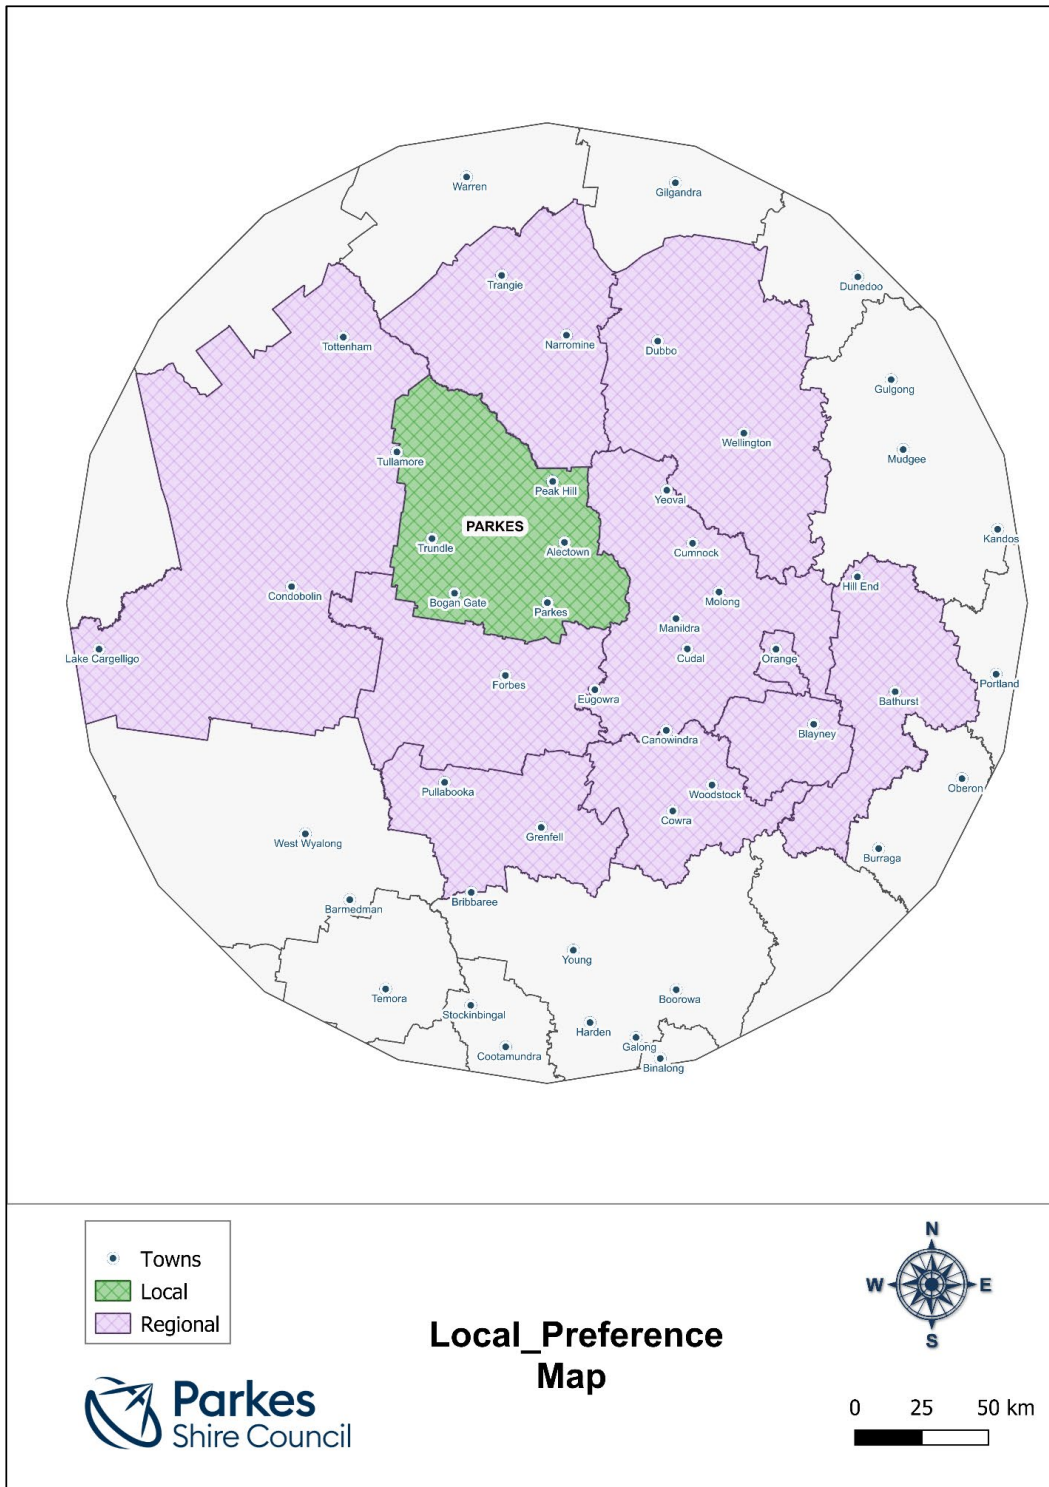 Warren
Gilgandra
Trangie
Dunedoo
Tottenham
Narromine
Dubbo
Gulgong
Wellington
Mudgee
Tullamore
Peak Hill
Yeoval
PARKES
Kandos
Trundle
Alectown
Cumnock
Hill End
Condobolin
Bogan Gate
Parkes
Molong
Manildra
Lake Cargelligo
Cudal
Orange
Forbes
Portland
Eugowra
Bathurst
Canowindra
Blayney
Pullabooka
Woodstock
Oberon
Cowra
West Wyalong
Grenfell
Burraga
Bribbaree
Barmedman
Young
Temora
Boorowa
Stockinbingal
Harden
Galong
Cootamundra
Binalong
Towns
Local
Regional
Local_Preference
Map
N
W
E
S
Parkes
Shire Council
0 25 50 km